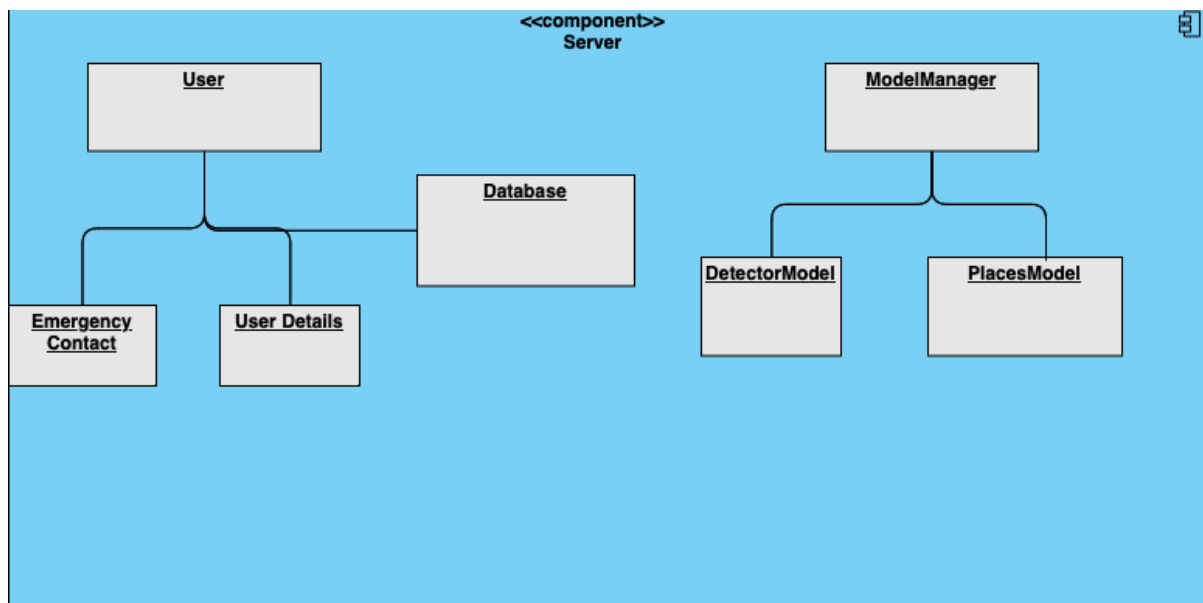 <<component>>
Server
User
ModelManager
Database
DetectorModel
PlacesModel
Emergency
Contact
User Details